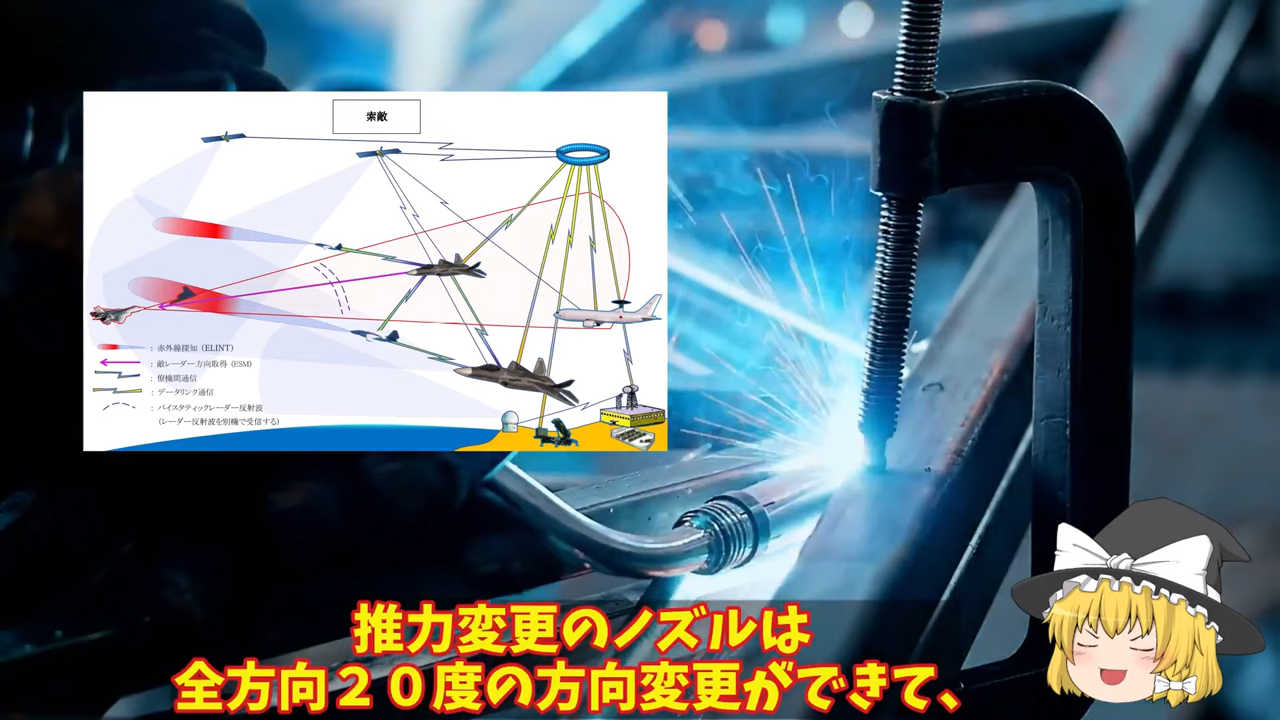 索敵
：赤外線探知（ELINT）
：敵レーダー方向取得（ESM）
：僚機間通信
：データリンク通信
：バイスタティックレーダー反射波
（レーダー反射波を別機で受信する）
推力変更のノズルは
全方向２０度の方向変更ができて、